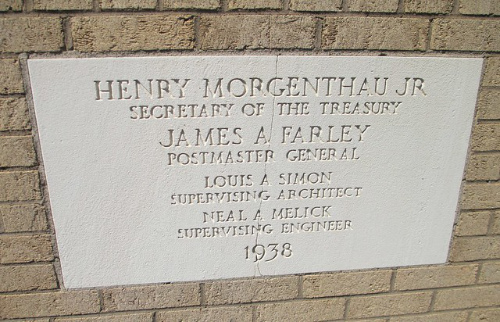 HENRY MORGENTHAU JR
SECRETARY OF THE TREASURY
JAMES A FARLEY
POSTMASTER GENERAL
LOUIS A SIMON
SUPERVISING ARCHITECT
NEAL A MELICK
SUPERVISING ENGINEER
1938